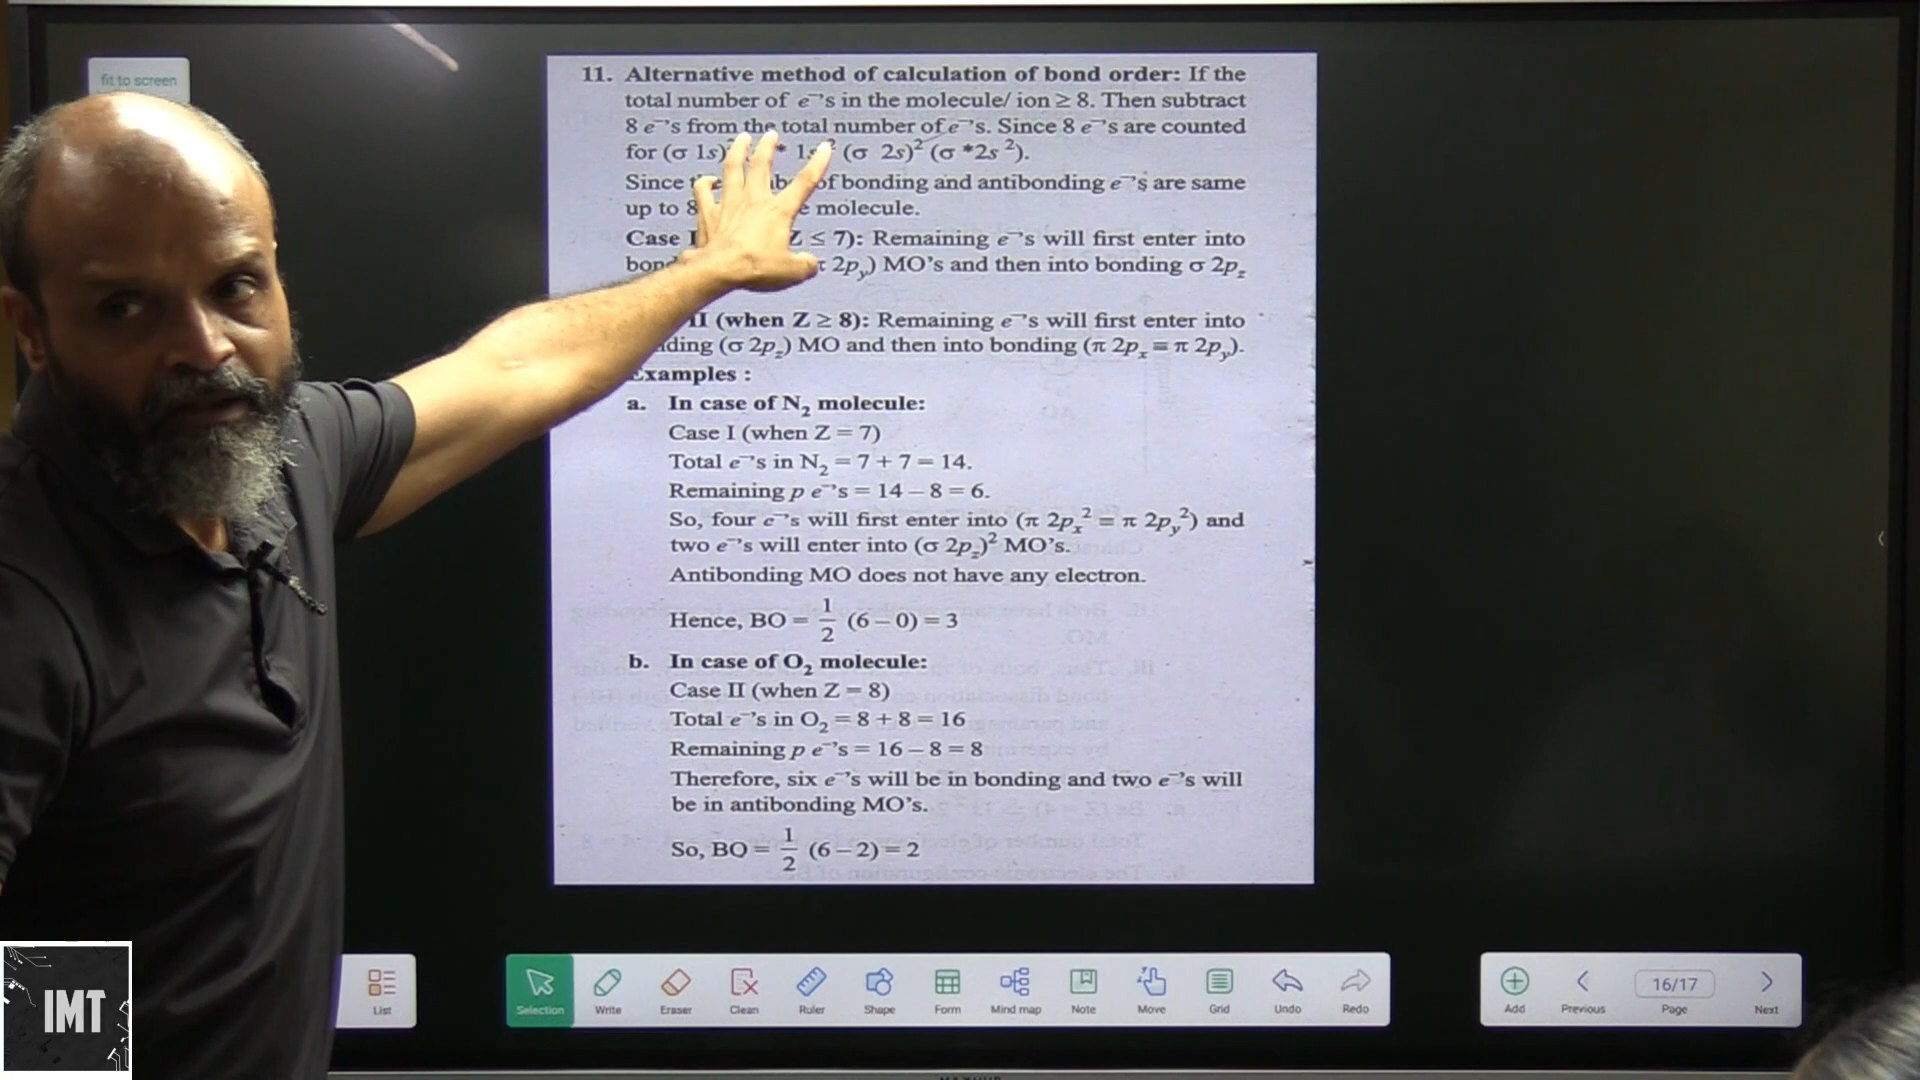 fit to screen
11. Alternative method of calculation of bond order: If the
total number of e⁻'s in the molecule/ ion ≥ 8. Then subtract
8 e⁻'s from the total number of e⁻'s. Since 8 e⁻'s are counted
for (σ 1s) * 1s² (σ 2s)² (σ *2s ²).
Since of bonding and antibonding e⁻'s are same
up to 8 molecule.
Case I Z ≤ 7): Remaining e⁻'s will first enter into
2p_y) MO's and then into bonding σ 2p_z
II (when Z ≥ 8): Remaining e⁻'s will first enter into
(σ 2p_z) MO and then into bonding (π 2p_x = π 2p_y).
Examples :
a. In case of N₂ molecule:
Case I (when Z = 7)
Total e⁻'s in N₂ = 7 + 7 = 14.
Remaining p e⁻'s = 14 – 8 = 6.
So, four e⁻'s will first enter into (π 2p_x² = π 2p_y²) and
two e⁻'s will enter into (σ 2p_z)² MO's.
Antibonding MO does not have any electron.
Hence, BO = 1/2 (6 – 0) = 3
b. In case of O₂ molecule:
Case II (when Z = 8)
Total e⁻'s in O₂ = 8 + 8 = 16
Remaining p e⁻'s = 16 – 8 = 8
Therefore, six e⁻'s will be in bonding and two e⁻'s will
be in antibonding MO's.
So, BO = 1/2 (6 – 2) = 2
IMT
List Selection Write Eraser Clean Ruler Shape Form Mind map Note Move Grid Undo Redo Add Previous 16/17 Page Next